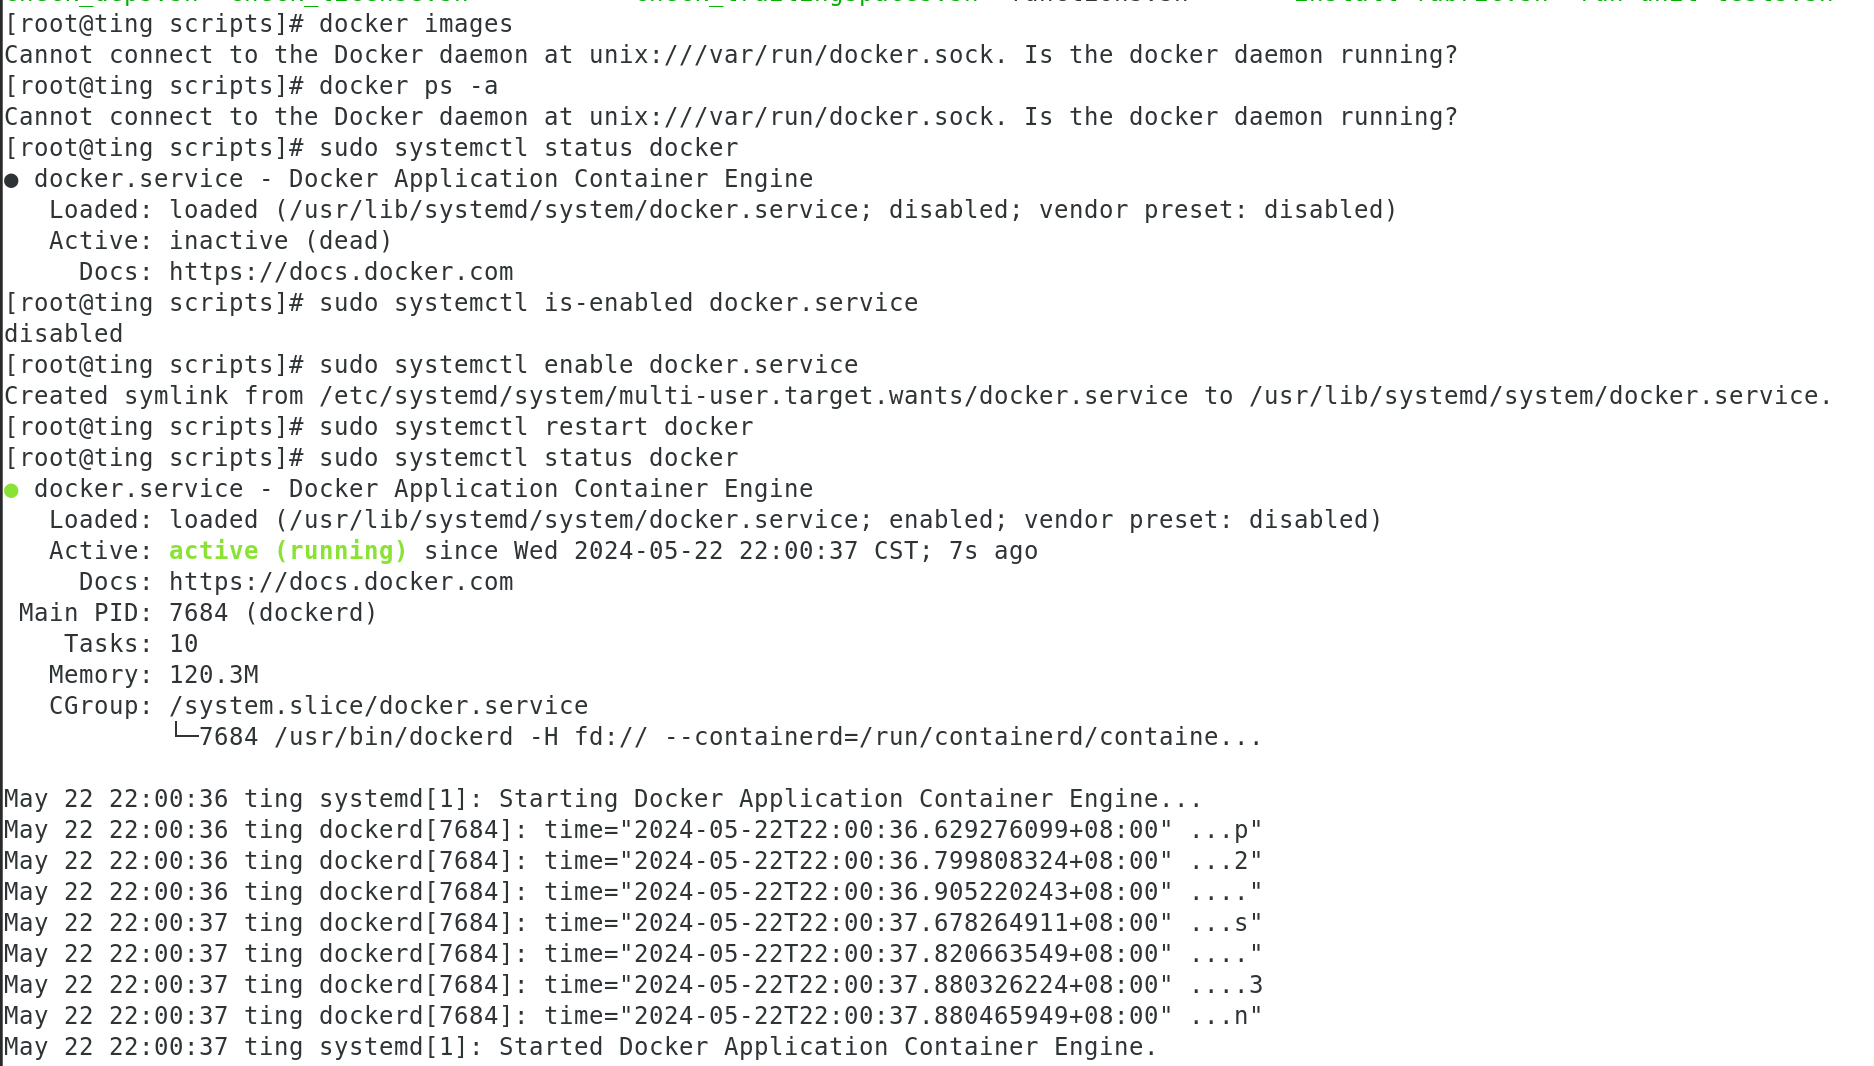 [root@ting scripts]# docker images
Cannot connect to the Docker daemon at unix:///var/run/docker.sock. Is the docker daemon running?
[root@ting scripts]# docker ps -a
Cannot connect to the Docker daemon at unix:///var/run/docker.sock. Is the docker daemon running?
[root@ting scripts]# sudo systemctl status docker
● docker.service - Docker Application Container Engine
   Loaded: loaded (/usr/lib/systemd/system/docker.service; disabled; vendor preset: disabled)
   Active: inactive (dead)
     Docs: https://docs.docker.com
[root@ting scripts]# sudo systemctl is-enabled docker.service
disabled
[root@ting scripts]# sudo systemctl enable docker.service
Created symlink from /etc/systemd/system/multi-user.target.wants/docker.service to /usr/lib/systemd/system/docker.service.
[root@ting scripts]# sudo systemctl restart docker
[root@ting scripts]# sudo systemctl status docker
● docker.service - Docker Application Container Engine
   Loaded: loaded (/usr/lib/systemd/system/docker.service; enabled; vendor preset: disabled)
   Active: active (running) since Wed 2024-05-22 22:00:37 CST; 7s ago
     Docs: https://docs.docker.com
 Main PID: 7684 (dockerd)
    Tasks: 10
   Memory: 120.3M
   CGroup: /system.slice/docker.service
           └─7684 /usr/bin/dockerd -H fd:// --containerd=/run/containerd/containe...
May 22 22:00:36 ting systemd[1]: Starting Docker Application Container Engine...
May 22 22:00:36 ting dockerd[7684]: time="2024-05-22T22:00:36.629276099+08:00" ...p"
May 22 22:00:36 ting dockerd[7684]: time="2024-05-22T22:00:36.799808324+08:00" ...2"
May 22 22:00:36 ting dockerd[7684]: time="2024-05-22T22:00:36.905220243+08:00" ...."
May 22 22:00:37 ting dockerd[7684]: time="2024-05-22T22:00:37.678264911+08:00" ...s"
May 22 22:00:37 ting dockerd[7684]: time="2024-05-22T22:00:37.820663549+08:00" ...."
May 22 22:00:37 ting dockerd[7684]: time="2024-05-22T22:00:37.880326224+08:00" ....3
May 22 22:00:37 ting dockerd[7684]: time="2024-05-22T22:00:37.880465949+08:00" ...n"
May 22 22:00:37 ting systemd[1]: Started Docker Application Container Engine.